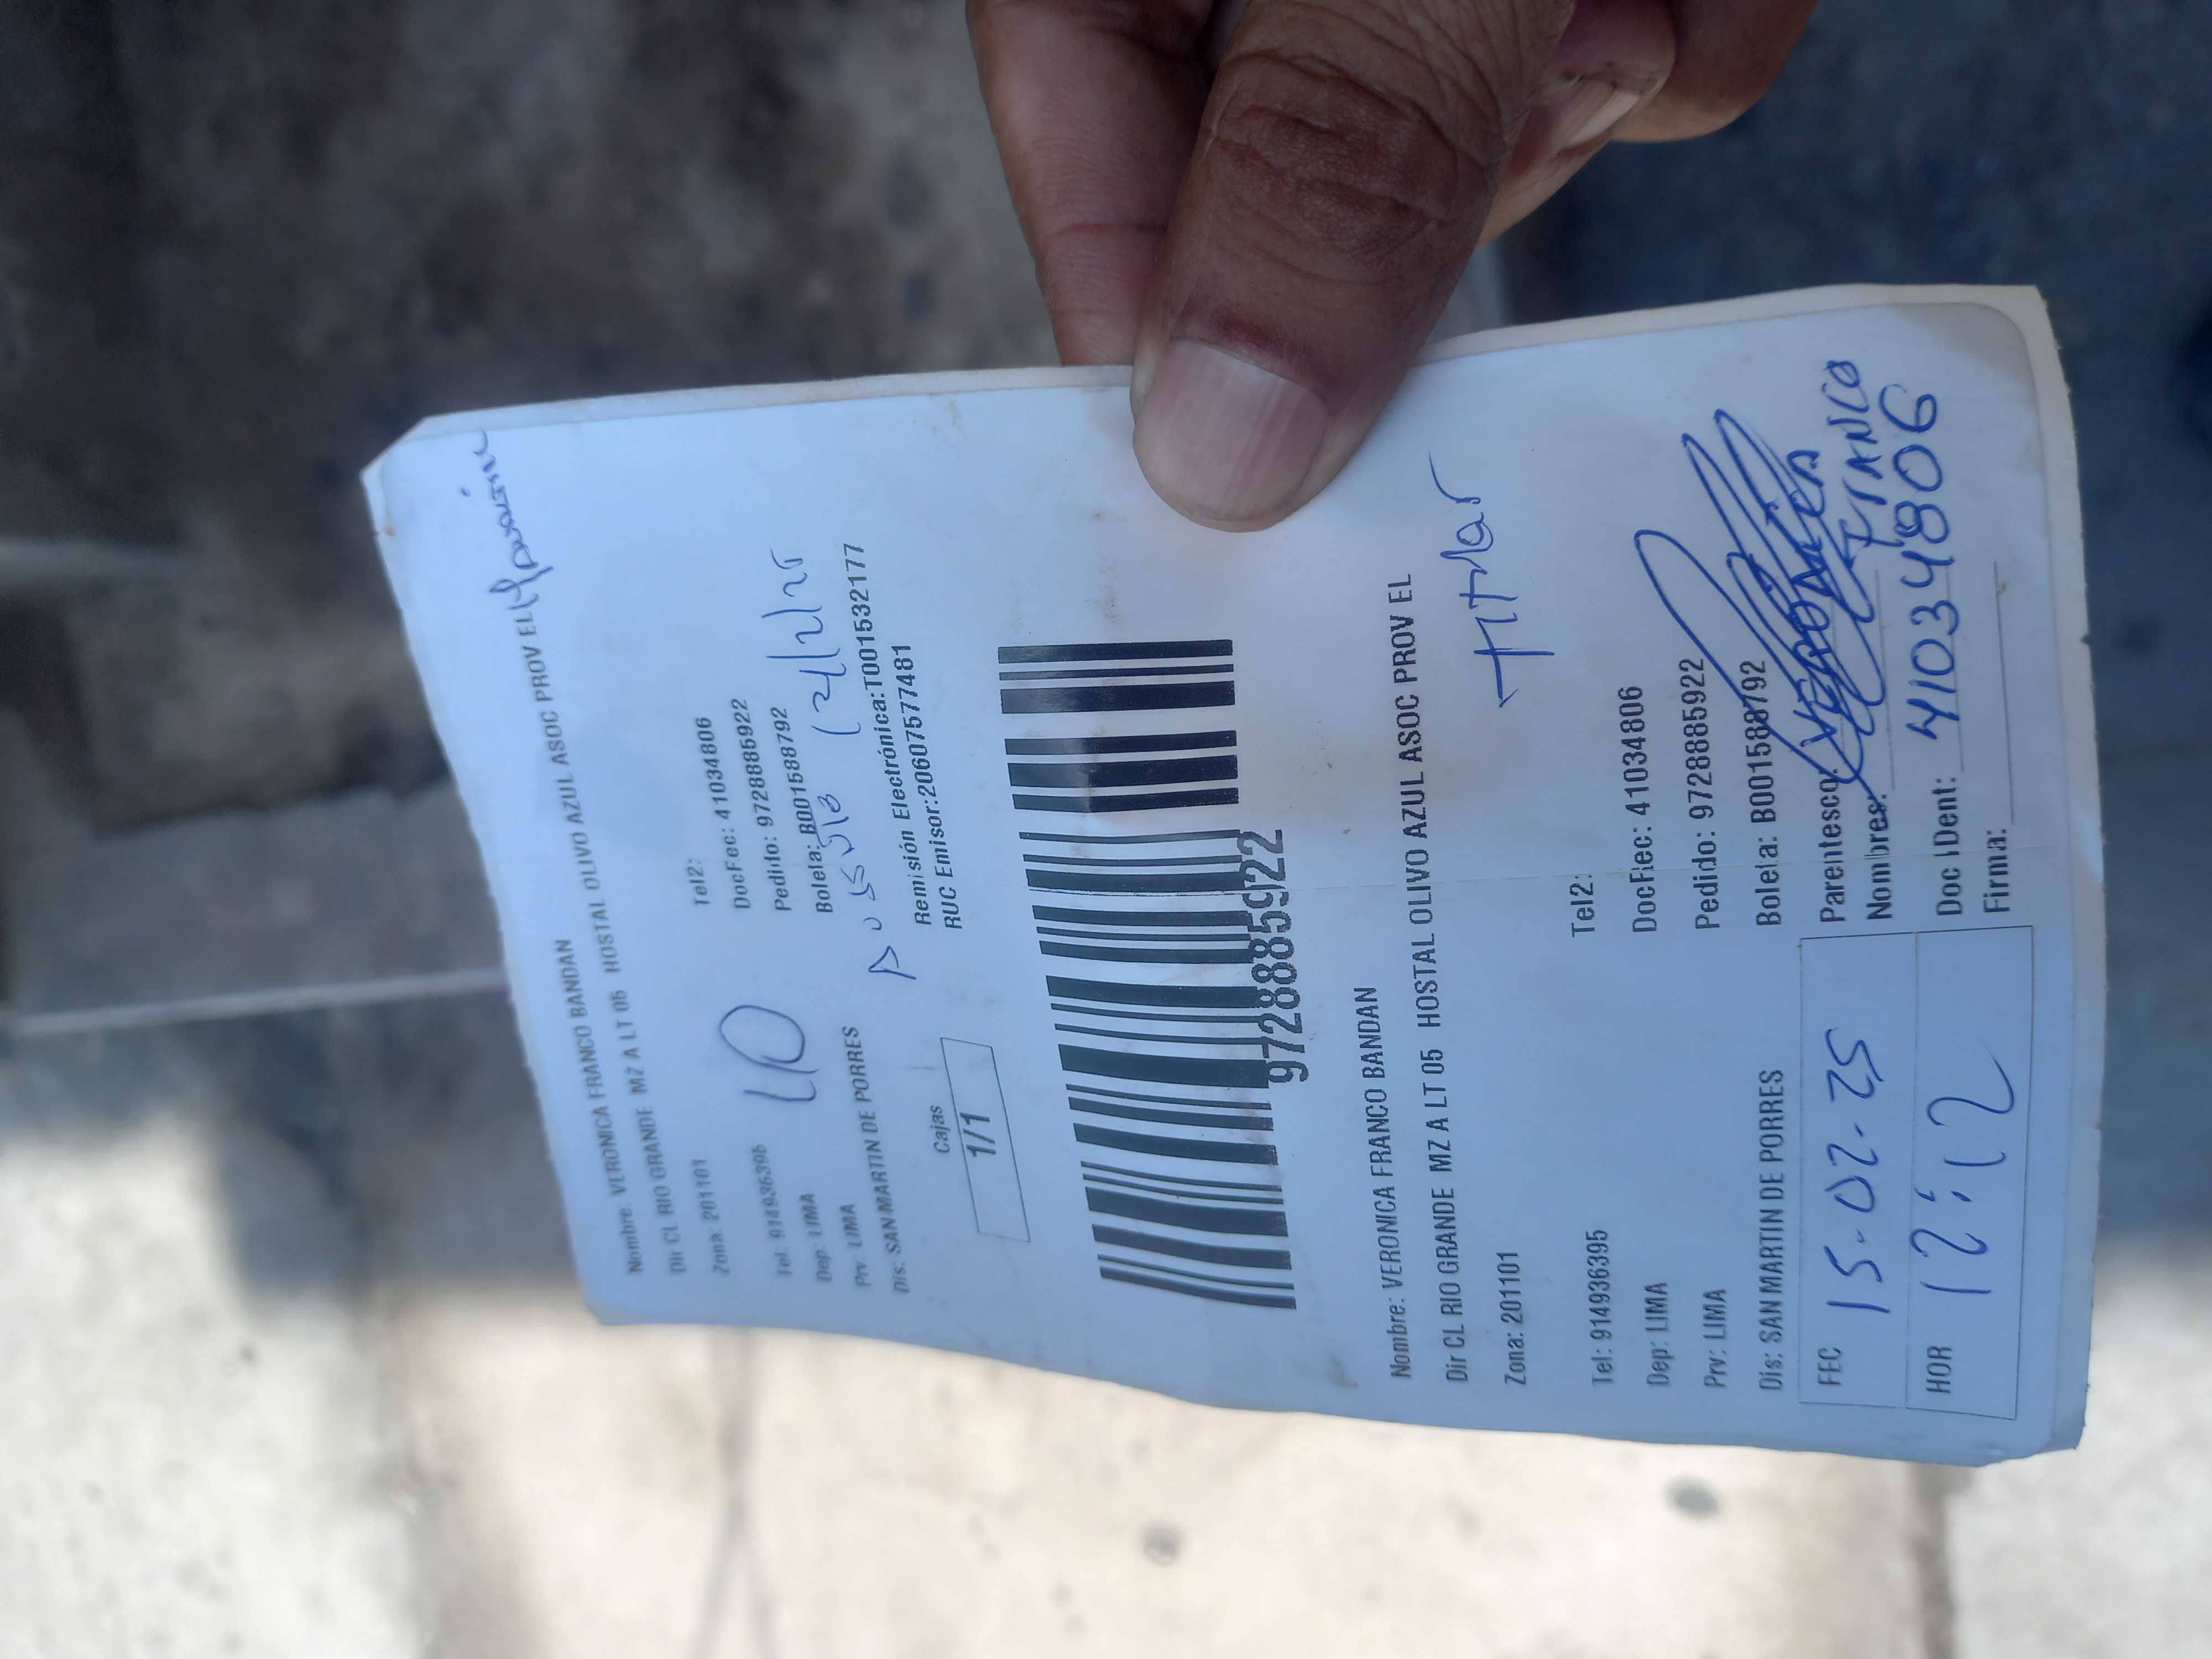 Nombre: VERONICA FRANCO BANDAN
Dir CL RIO GRANDE MZ A LT 05 HOSTAL OLIVO AZUL ASOC PROV EL
Zona: 201101
Tel: 914936395 Tel2:
Dep: LIMA DocFec: 41034806
Prv: LIMA Pedido: 9728885922
Dis: SAN MARTIN DE PORRES Boleta: B001588792
40
Cajas
1/1
Remisión Electrónica:T001532177
RUC Emisor:20607577481
9728885922
Nombre: VERONICA FRANCO BANDAN
Dir CL RIO GRANDE MZ A LT 05 HOSTAL OLIVO AZUL ASOC PROV EL
Zona: 201101
titular
Tel: 914936395 Tel2:
Dep: LIMA DocRec: 41034806
Prv: LIMA Pedido: 9728885922
Dis: SAN MARTIN DE PORRES Boleta: B001588792
FEC 15-02-25 Parentesco:
Nombres: VERONICA FRANCO
HOR 12:12 Doc IDent: 41034806
Firma: